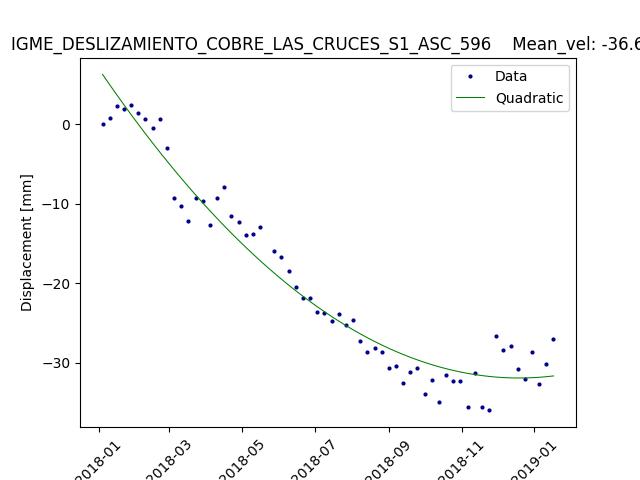 IGME_DESLIZAMIENTO_COBRE_LAS_CRUCES_S1_ASC_596    Mean_vel: -36.6
Data
Quadratic
Displacement [mm]
0
−10
−20
−30
2018-01
2018-03
2018-05
2018-07
2018-09
2018-11
2019-01